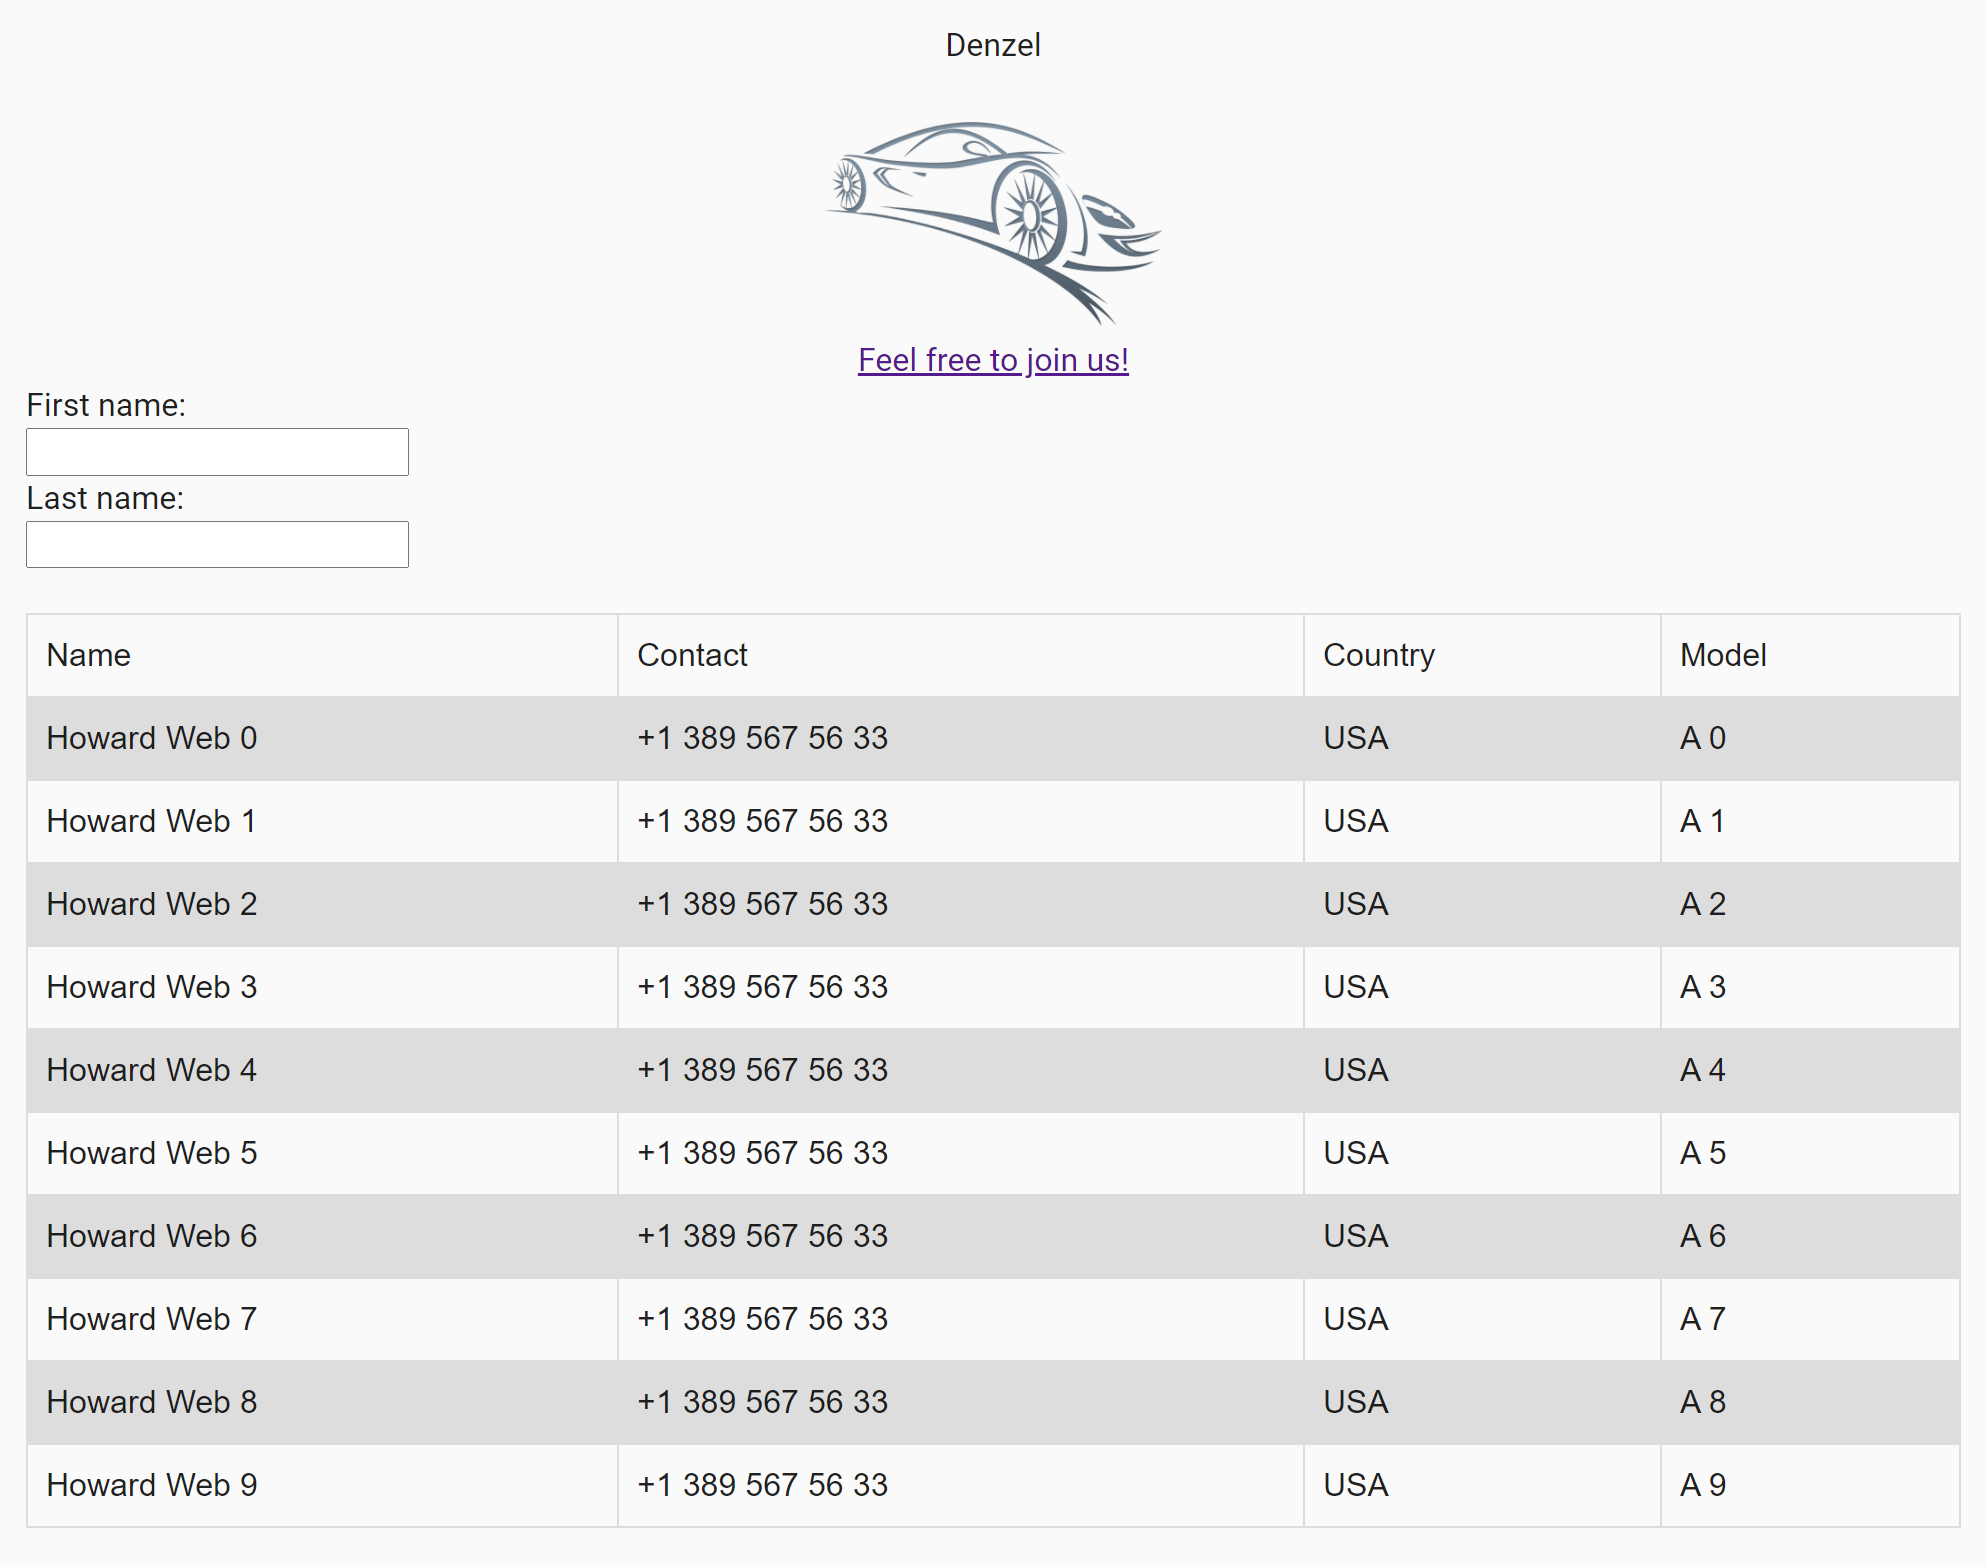 Denzel
Feel free to join us!
First name:
Last name:
Name Contact Country Model
Howard Web 0 +1 389 567 56 33 USA A 0
Howard Web 1 +1 389 567 56 33 USA A 1
Howard Web 2 +1 389 567 56 33 USA A 2
Howard Web 3 +1 389 567 56 33 USA A 3
Howard Web 4 +1 389 567 56 33 USA A 4
Howard Web 5 +1 389 567 56 33 USA A 5
Howard Web 6 +1 389 567 56 33 USA A 6
Howard Web 7 +1 389 567 56 33 USA A 7
Howard Web 8 +1 389 567 56 33 USA A 8
Howard Web 9 +1 389 567 56 33 USA A 9